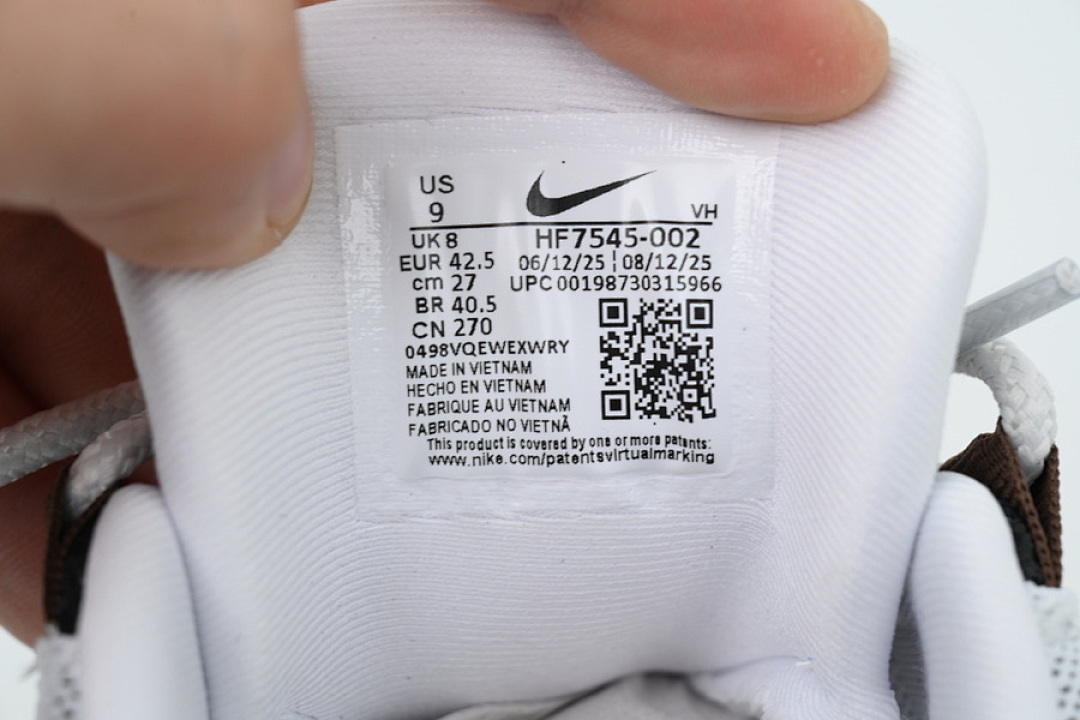 US
9
VH
UK 8
HF7545-002
EUR 42.5
06/12/25 ¦ 08/12/25
cm 27
UPC 00198730315966
BR 40.5
CN 270
0498VQEWEXWRY
MADE IN VIETNAM
HECHO EN VIETNAM
FABRIQUE AU VIETNAM
FABRICADO NO VIETNÃ
This product is covered by one or more patents:
www.nike.com/patentsvirtualmarking